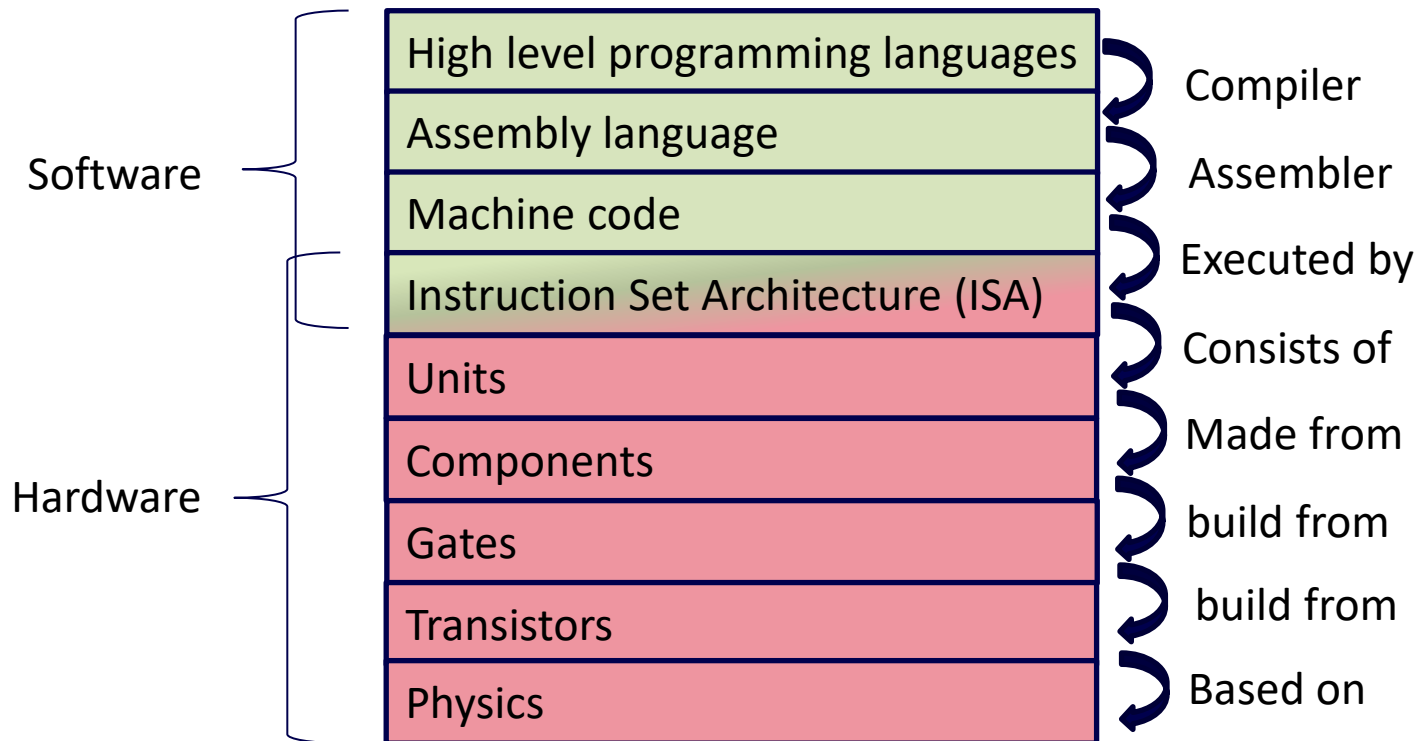 High level programming languages
Compiler
Assembly language
Software
Assembler
Machine code
Executed by
Instruction Set Architecture (ISA)
Consists of
Units
Made from
Components
Hardware
build from
Gates
build from
Transistors
Based on
Physics